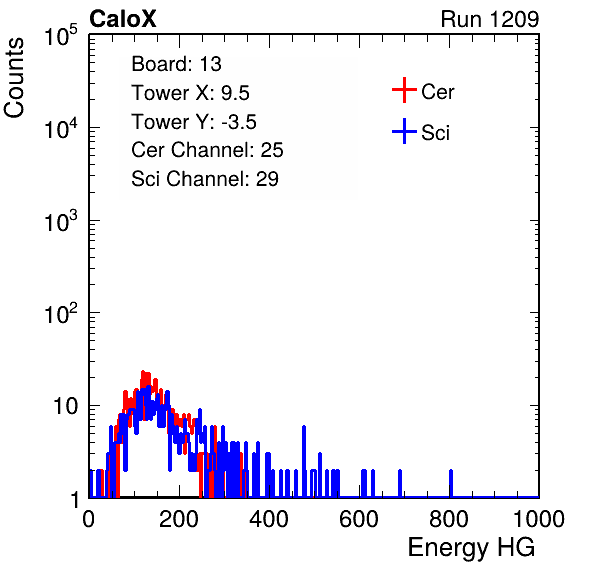 CaloX Run 1209
Counts
10^5
10^4
10^3
10^2
10
1
Board: 13
Tower X: 9.5
Tower Y: -3.5
Cer Channel: 25
Sci Channel: 29
Cer
Sci
0 200 400 600 800 1000
Energy HG